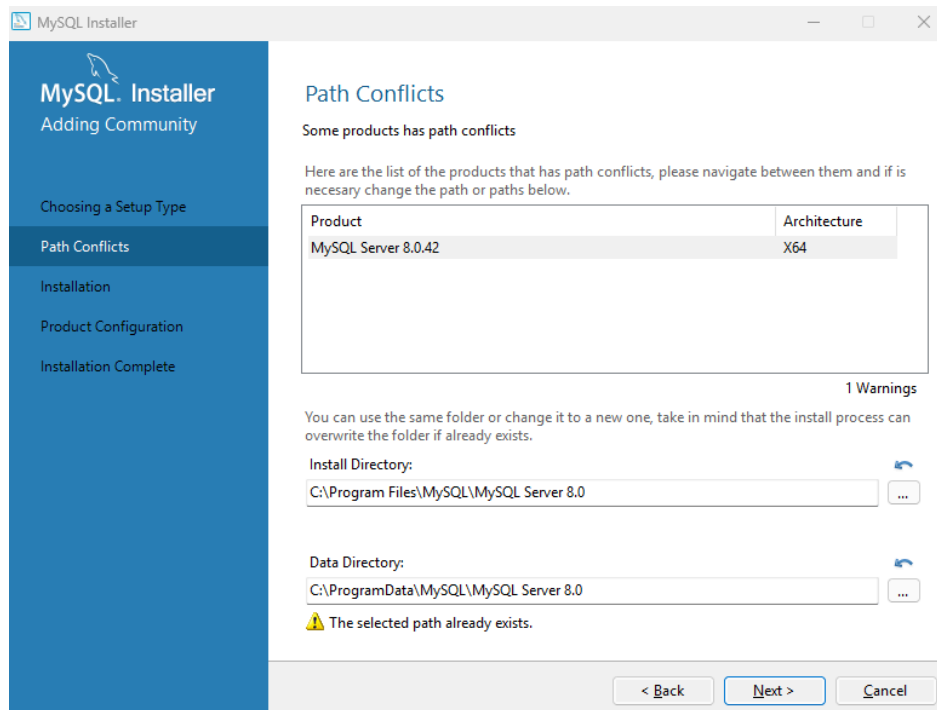 MySQL Installer
MySQL. Installer
Adding Community
Choosing a Setup Type
Path Conflicts
Installation
Product Configuration
Installation Complete
Path Conflicts
Some products has path conflicts
Here are the list of the products that has path conflicts, please navigate between them and if is
necesary change the path or paths below.
Product Architecture
MySQL Server 8.0.42 X64
1 Warnings
You can use the same folder or change it to a new one, take in mind that the install process can
overwrite the folder if already exists.
Install Directory:
C:\Program Files\MySQL\MySQL Server 8.0
...
Data Directory:
C:\ProgramData\MySQL\MySQL Server 8.0
...
The selected path already exists.
< Back Next > Cancel